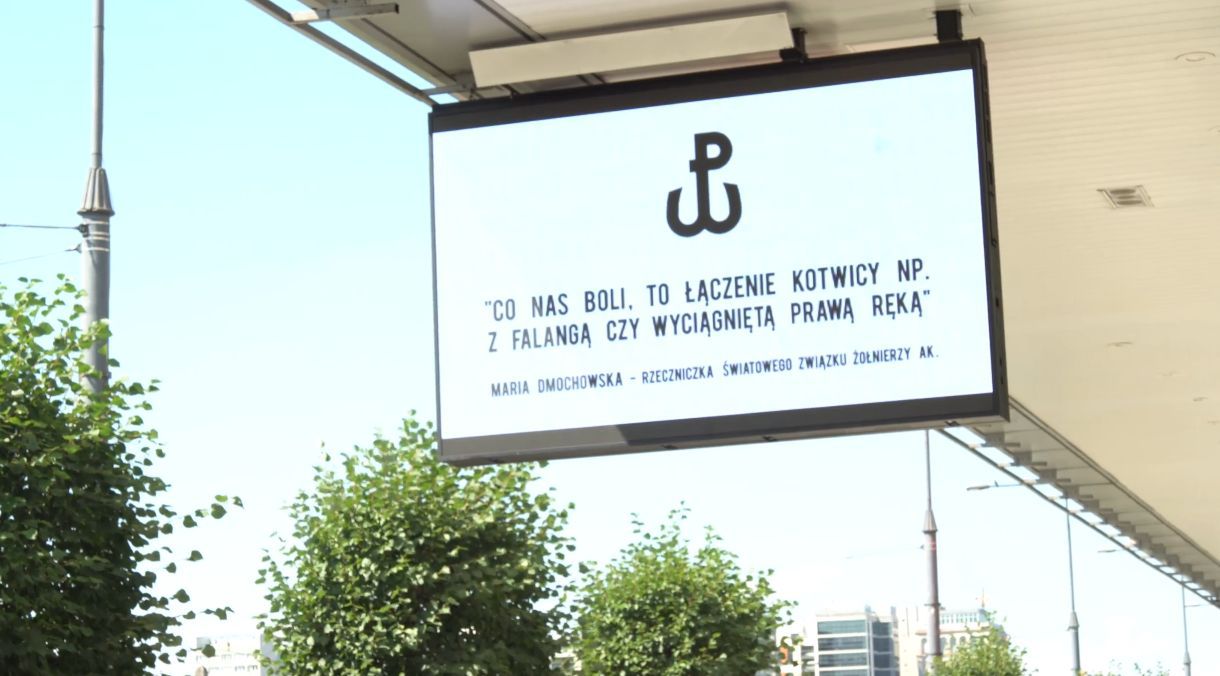 "CO NAS BOLI, TO ŁĄCZENIE KOTWICY NP.
Z FALANGĄ CZY WYCIĄGNIĘTĄ PRAWĄ RĘKĄ"
MARIA DMOCHOWSKA - RZECZNICZKA ŚWIATOWEGO ZWIĄZKU ŻOŁNIERZY AK.